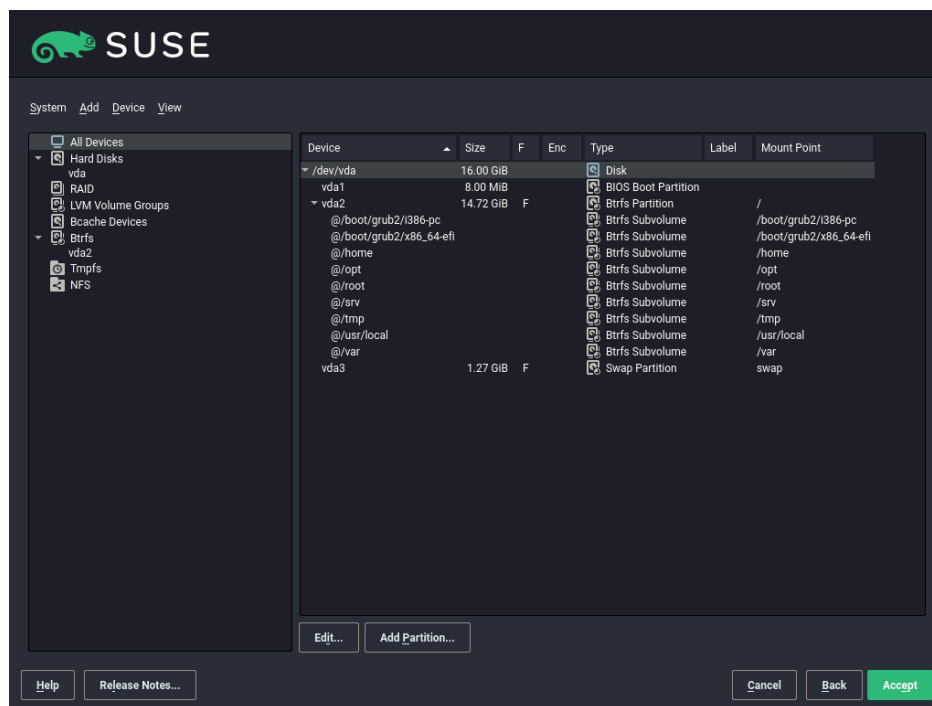 SUSE
System Add Device View
All Devices
Hard Disks
vda
RAID
LVM Volume Groups
Bcache Devices
Btrfs
vda2
Tmpfs
NFS
Device Size F Enc Type Label Mount Point
/dev/vda 16.00 GiB Disk
vda1 8.00 MiB BIOS Boot Partition
vda2 14.72 GiB F Btrfs Partition /
@/boot/grub2/i386-pc Btrfs Subvolume /boot/grub2/i386-pc
@/boot/grub2/x86_64-efi Btrfs Subvolume /boot/grub2/x86_64-efi
@/home Btrfs Subvolume /home
@/opt Btrfs Subvolume /opt
@/root Btrfs Subvolume /root
@/srv Btrfs Subvolume /srv
@/tmp Btrfs Subvolume /tmp
@/usr/local Btrfs Subvolume /usr/local
@/var Btrfs Subvolume /var
vda3 1.27 GiB F Swap Partition swap
Edit... Add Partition...
Help Release Notes... Cancel Back Accept